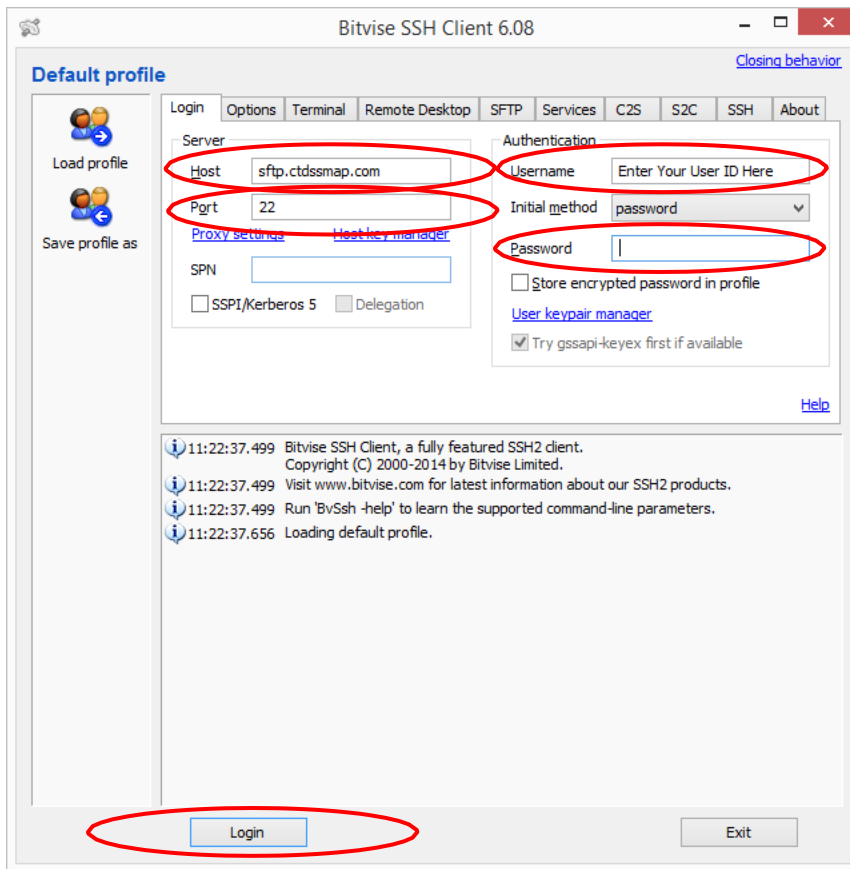 Bitvise SSH Client 6.08
Closing behavior
Default profile
Load profile
Save profile as
Login Options Terminal Remote Desktop SFTP Services C2S S2C SSH About
Server
Host sftp.ctdssmap.com
Port 22
Proxy settings Host key manager
SPN
SSPI/Kerberos 5 Delegation
Authentication
Username Enter Your User ID Here
Initial method password
Password
Store encrypted password in profile
User keypair manager
Try gssapi-keyex first if available
Help
11:22:37.499 Bitvise SSH Client, a fully featured SSH2 client.
Copyright (C) 2000-2014 by Bitvise Limited.
11:22:37.499 Visit www.bitvise.com for latest information about our SSH2 products.
11:22:37.499 Run 'BvSsh -help' to learn the supported command-line parameters.
11:22:37.656 Loading default profile.
Login Exit